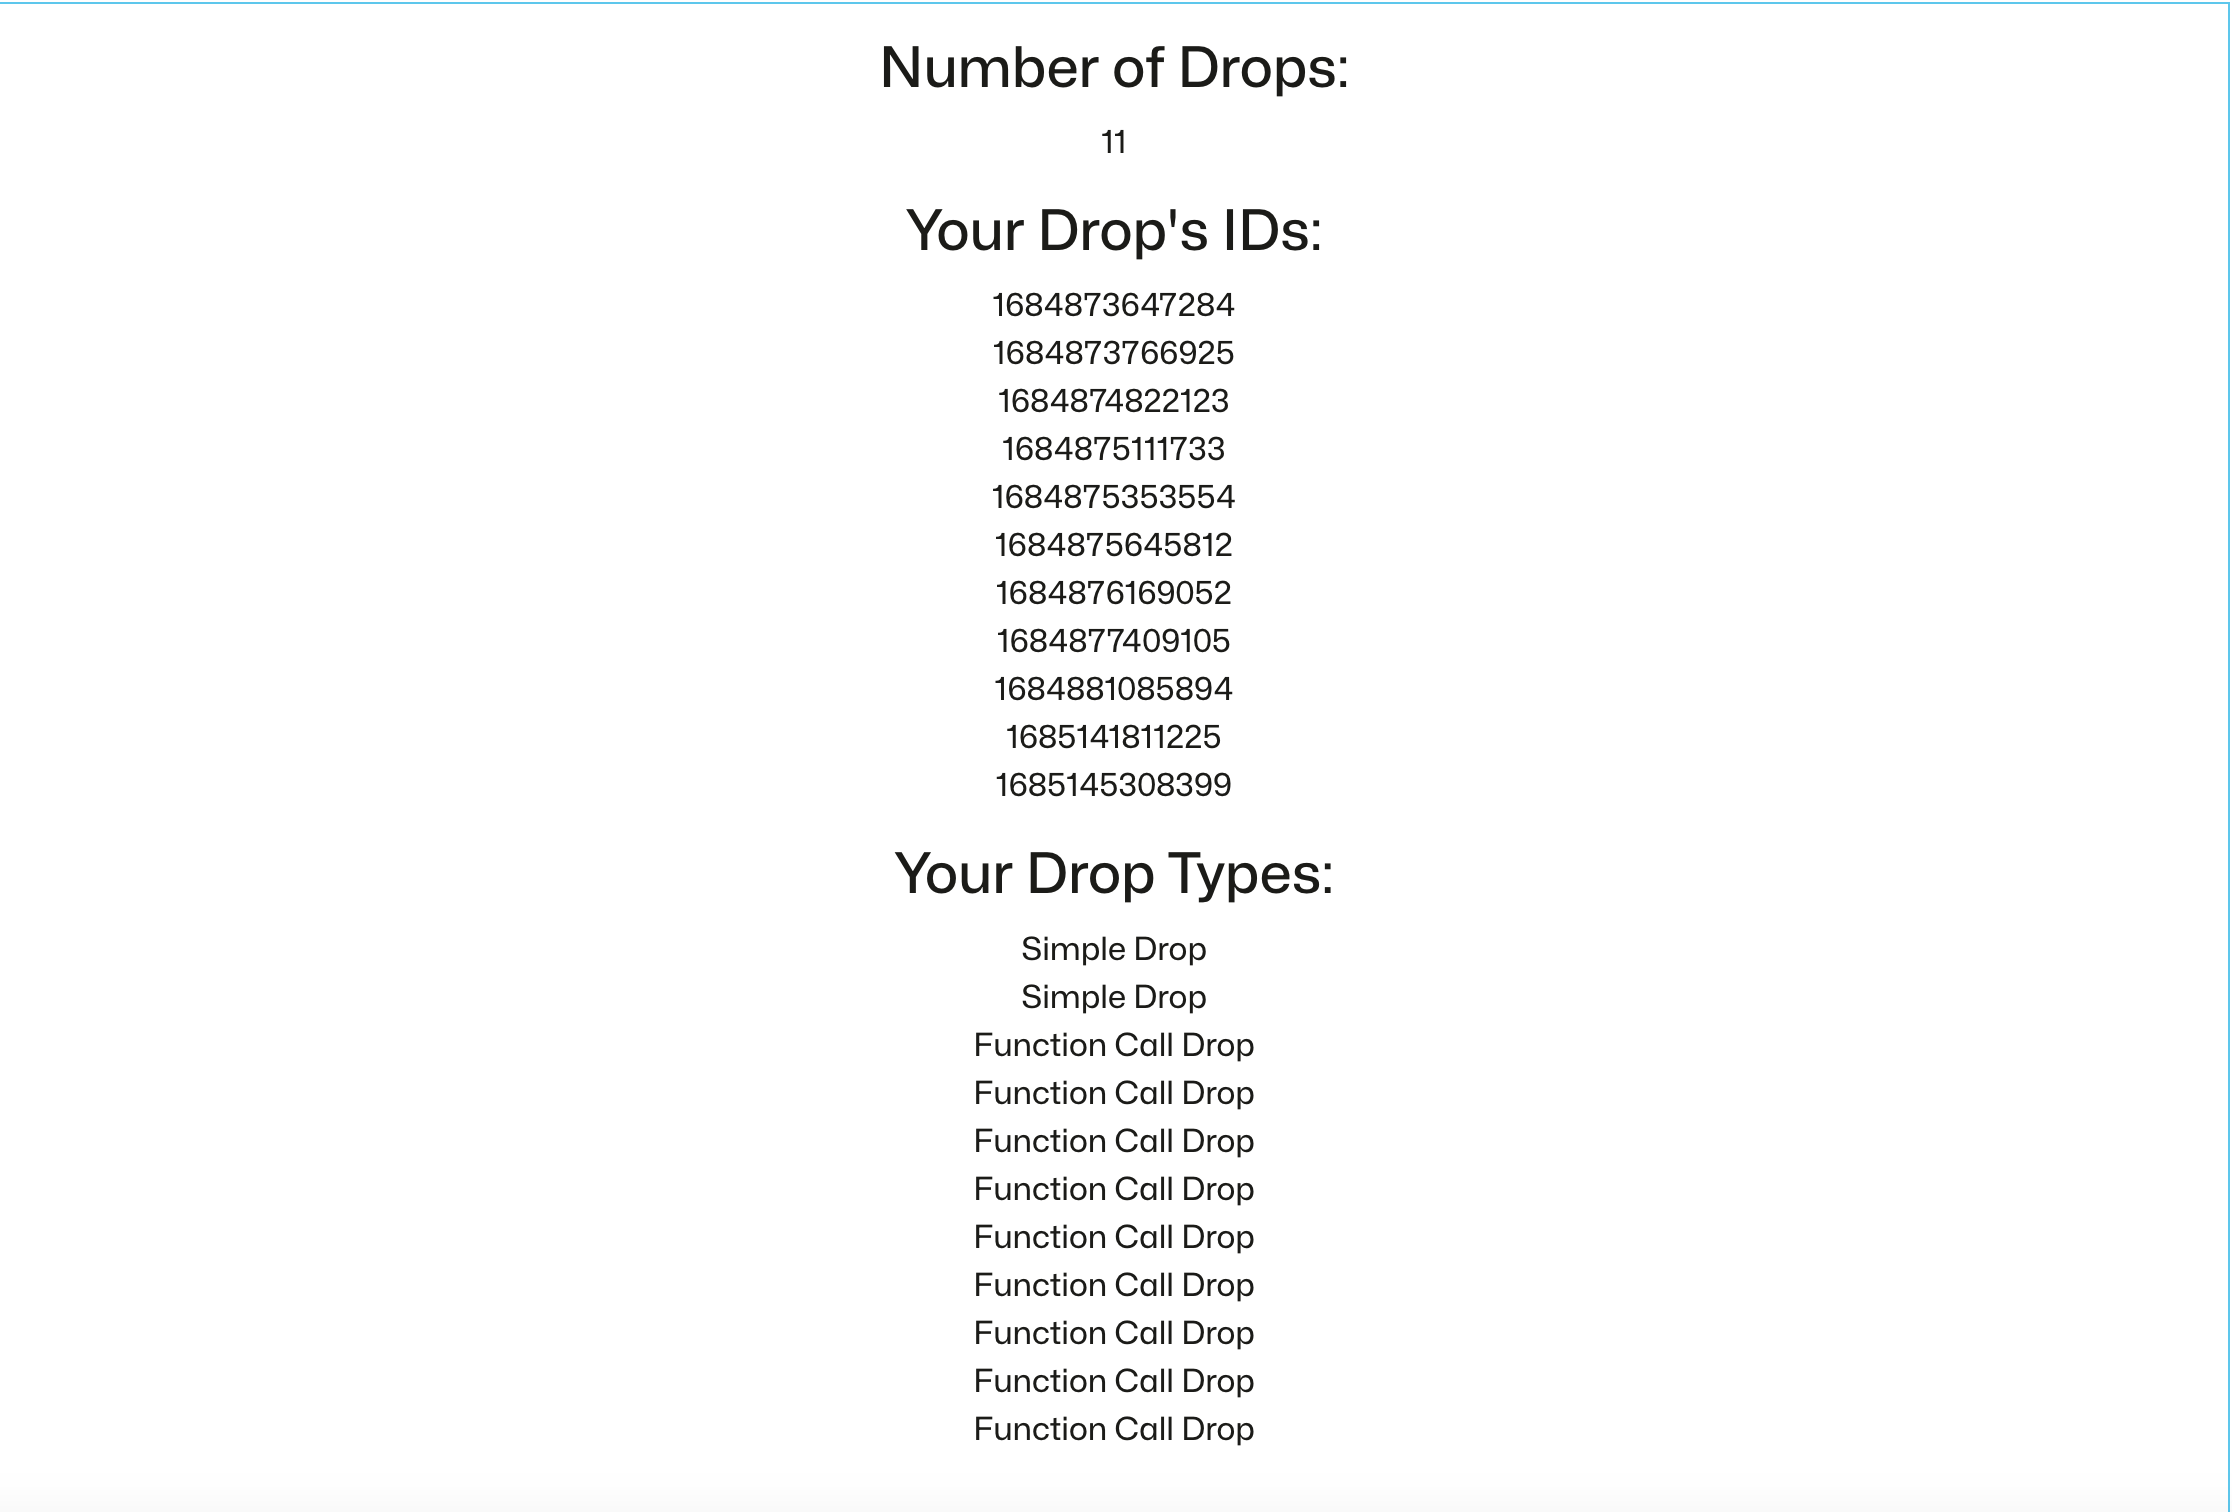 Number of Drops:
11
Your Drop's IDs:
1684873647284
1684873766925
1684874822123
1684875111733
1684875353554
1684875645812
1684876169052
1684877409105
1684881085894
1685141811225
1685145308399
Your Drop Types:
Simple Drop
Simple Drop
Function Call Drop
Function Call Drop
Function Call Drop
Function Call Drop
Function Call Drop
Function Call Drop
Function Call Drop
Function Call Drop
Function Call Drop